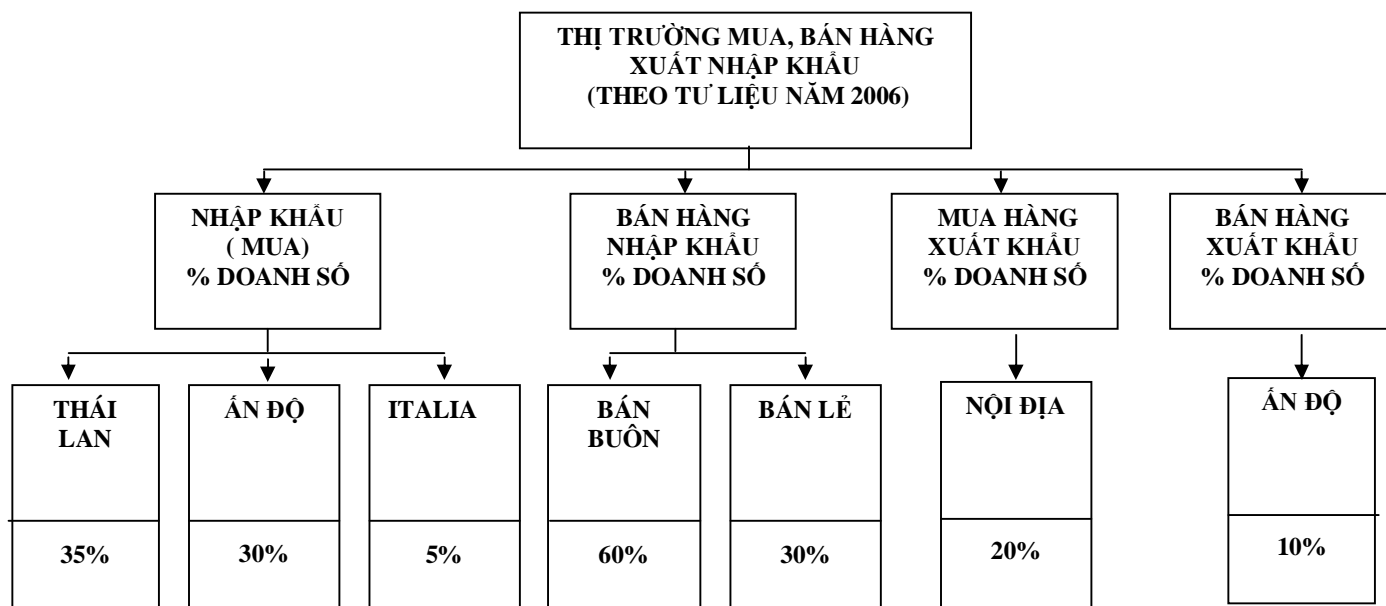 THỊ TRƯỜNG MUA, BÁN HÀNG
XUẤT NHẬP KHẨU
(THEO TƯ LIỆU NĂM 2006)
NHẬP KHẨU
( MUA)
% DOANH SỐ
BÁN HÀNG
NHẬP KHẨU
% DOANH SỐ
MUA HÀNG
XUẤT KHẨU
% DOANH SỐ
BÁN HÀNG
XUẤT KHẨU
% DOANH SỐ
THÁI
LAN
35%
ẤN ĐỘ
30%
ITALIA
5%
BÁN
BUÔN
60%
BÁN LẺ
30%
NỘI ĐỊA
20%
ẤN ĐỘ
10%